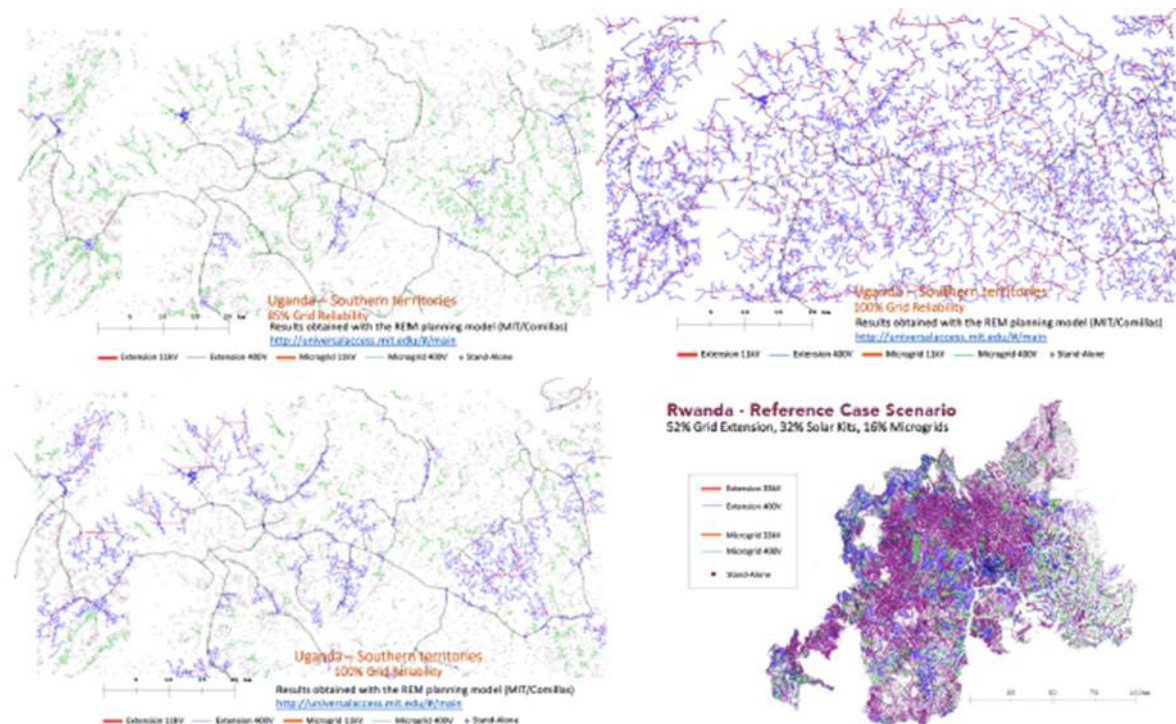 Uganda – Southern territories
85% Grid Reliability
Results obtained with the REM planning model (MIT/Comillas)
http://universalaccess.mit.edu/#/main
Extension 11kV Extension 400V Microgrid 11kV Microgrid 400V Stand-Alone
Uganda – Southern territories
100% Grid Reliability
Results obtained with the REM planning model (MIT/Comillas)
http://universalaccess.mit.edu/#/main
Extension 11kV Extension 400V Microgrid 11kV Microgrid 400V Stand-Alone
Uganda – Southern territories
100% Grid Reliability
Results obtained with the REM planning model (MIT/Comillas)
http://universalaccess.mit.edu/#/main
Extension 11kV Extension 400V Microgrid 11kV Microgrid 400V Stand-Alone
Rwanda - Reference Case Scenario
52% Grid Extension, 32% Solar Kits, 16% Microgrids
Extension 33kV
Extension 400V
Microgrid 33kV
Microgrid 400V
Stand-Alone